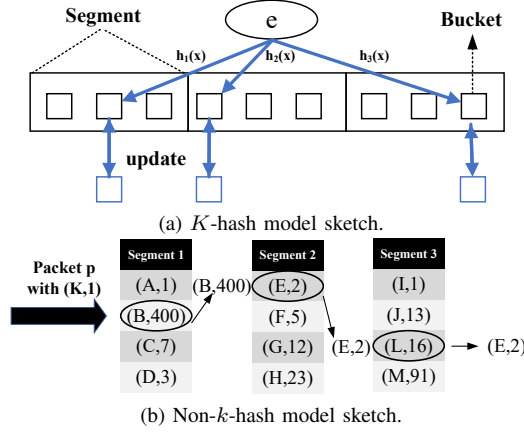 Segment
e
Bucket
h1(x)
h2(x)
h3(x)
update
(a) K-hash model sketch.
Packet p
with (K,1)
Segment 1
Segment 2
Segment 3
(A,1)
(B,400)
(E,2)
(I,1)
(B,400)
(F,5)
(J,13)
(C,7)
(G,12)
(E,2)
(L,16)
(E,2)
(D,3)
(H,23)
(M,91)
(b) Non-k-hash model sketch.